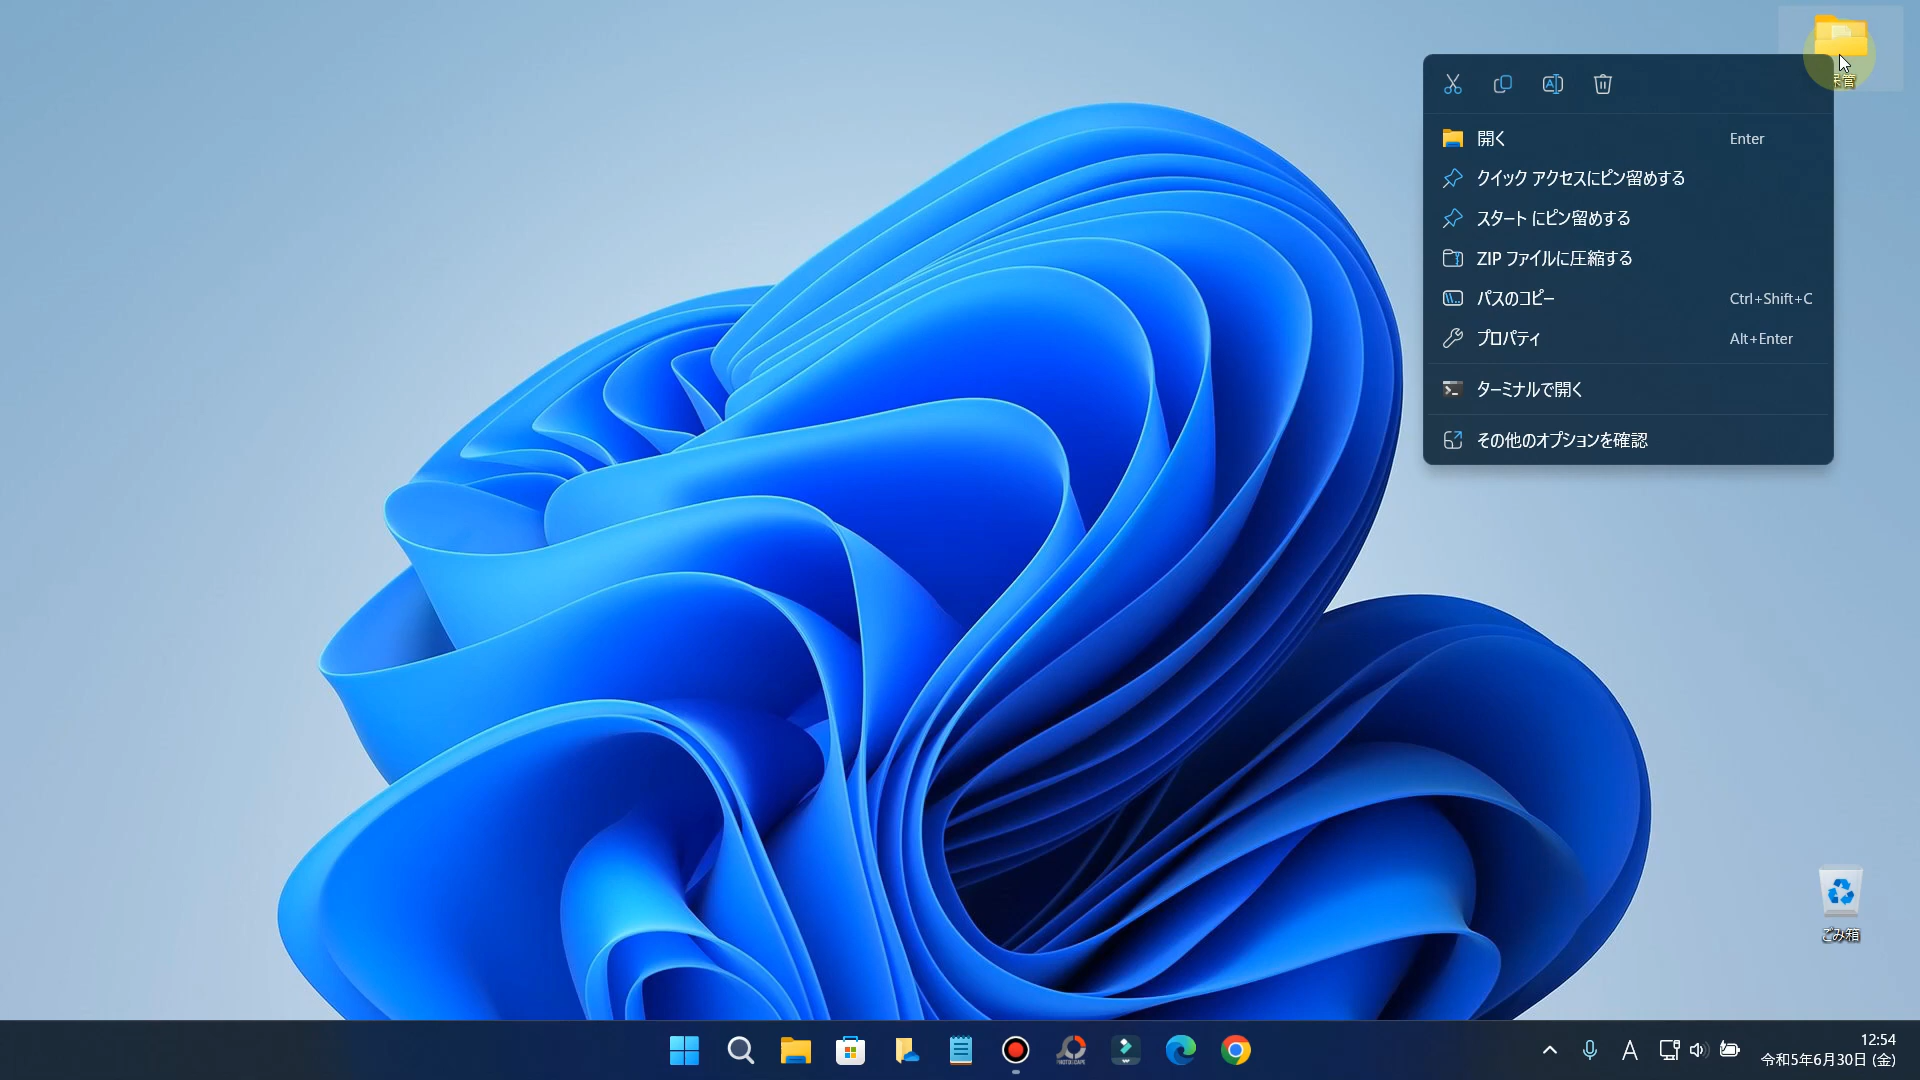 保管
開く Enter
クイック アクセスにピン留めする
スタート にピン留めする
ZIP ファイルに圧縮する
パスのコピー Ctrl+Shift+C
プロパティ Alt+Enter
ターミナルで開く
その他のオプションを確認
ごみ箱
A
12:54
令和5年6月30日 (金)